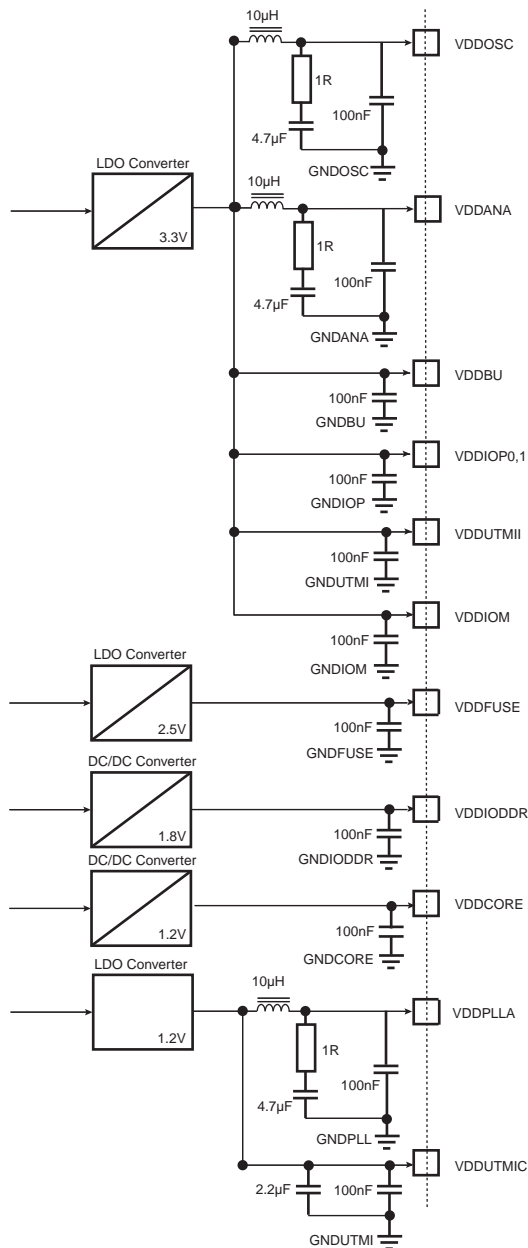 10µH
VDDOSC
1R
100nF
4.7µF
GNDOSC
LDO Converter
3.3V
10µH
VDDANA
1R
100nF
4.7µF
GNDANA
VDDBU
100nF
GNDBU
VDDIOP0,1
100nF
GNDIOP
VDDUTMII
100nF
GNDUTMI
VDDIOM
100nF
GNDIOM
LDO Converter
2.5V
VDDFUSE
100nF
GNDFUSE
DC/DC Converter
1.8V
VDDIODDR
100nF
GNDIODDR
DC/DC Converter
1.2V
VDDCORE
100nF
GNDCORE
LDO Converter
1.2V
10µH
VDDPLLA
1R
100nF
4.7µF
GNDPLL
VDDUTMIC
2.2µF
100nF
GNDUTMI